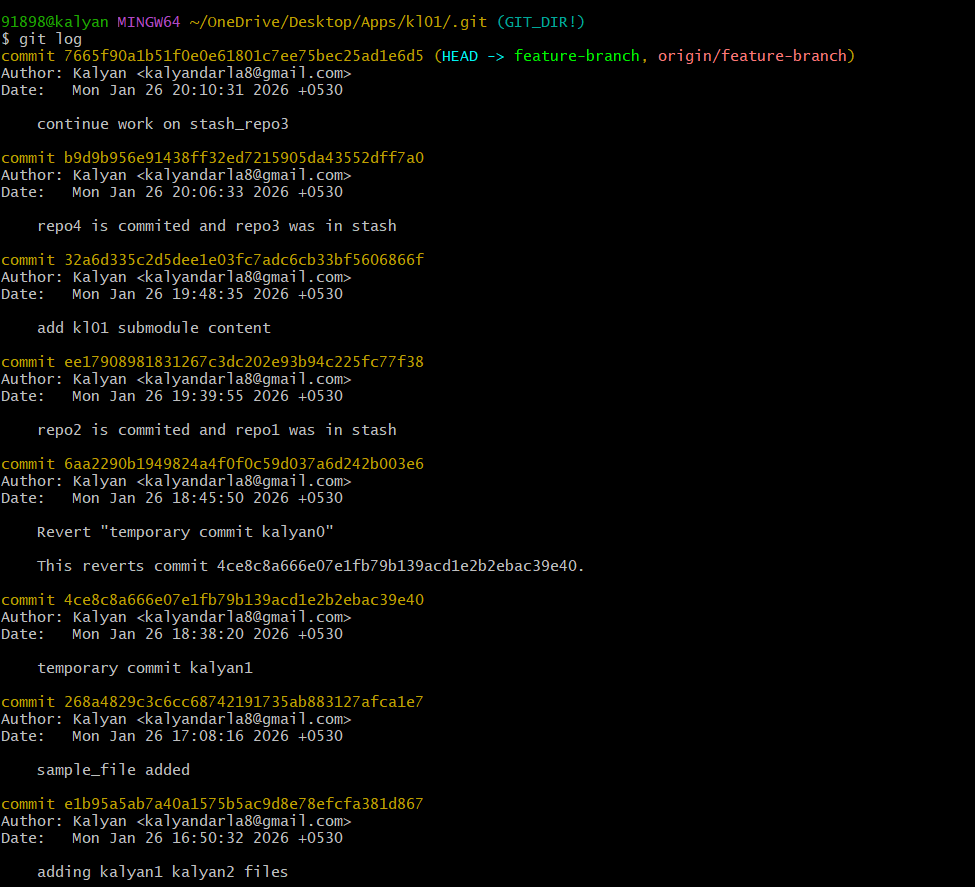 91898@kalyan MINGW64 ~/OneDrive/Desktop/Apps/kl01/.git (GIT_DIR!)
$ git log
commit 7665f90a1b51f0e0e61801c7ee75bec25ad1e6d5 (HEAD -> feature-branch, origin/feature-branch)
Author: Kalyan <kalyandarla8@gmail.com>
Date:   Mon Jan 26 20:10:31 2026 +0530
    continue work on stash_repo3
commit b9d9b956e91438ff32ed7215905da43552dff7a0
Author: Kalyan <kalyandarla8@gmail.com>
Date:   Mon Jan 26 20:06:33 2026 +0530
    repo4 is commited and repo3 was in stash
commit 32a6d335c2d5dee1e03fc7adc6cb33bf5606866f
Author: Kalyan <kalyandarla8@gmail.com>
Date:   Mon Jan 26 19:48:35 2026 +0530
    add kl01 submodule content
commit ee17908981831267c3dc202e93b94c225fc77f38
Author: Kalyan <kalyandarla8@gmail.com>
Date:   Mon Jan 26 19:39:55 2026 +0530
    repo2 is commited and repo1 was in stash
commit 6aa2290b1949824a4f0f0c59d037a6d242b003e6
Author: Kalyan <kalyandarla8@gmail.com>
Date:   Mon Jan 26 18:45:50 2026 +0530
    Revert "temporary commit kalyan0"
    This reverts commit 4ce8c8a666e07e1fb79b139acd1e2b2ebac39e40.
commit 4ce8c8a666e07e1fb79b139acd1e2b2ebac39e40
Author: Kalyan <kalyandarla8@gmail.com>
Date:   Mon Jan 26 18:38:20 2026 +0530
    temporary commit kalyan1
commit 268a4829c3c6cc68742191735ab883127afca1e7
Author: Kalyan <kalyandarla8@gmail.com>
Date:   Mon Jan 26 17:08:16 2026 +0530
    sample_file added
commit e1b95a5ab7a40a1575b5ac9d8e78efcfa381d867
Author: Kalyan <kalyandarla8@gmail.com>
Date:   Mon Jan 26 16:50:32 2026 +0530
    adding kalyan1 kalyan2 files